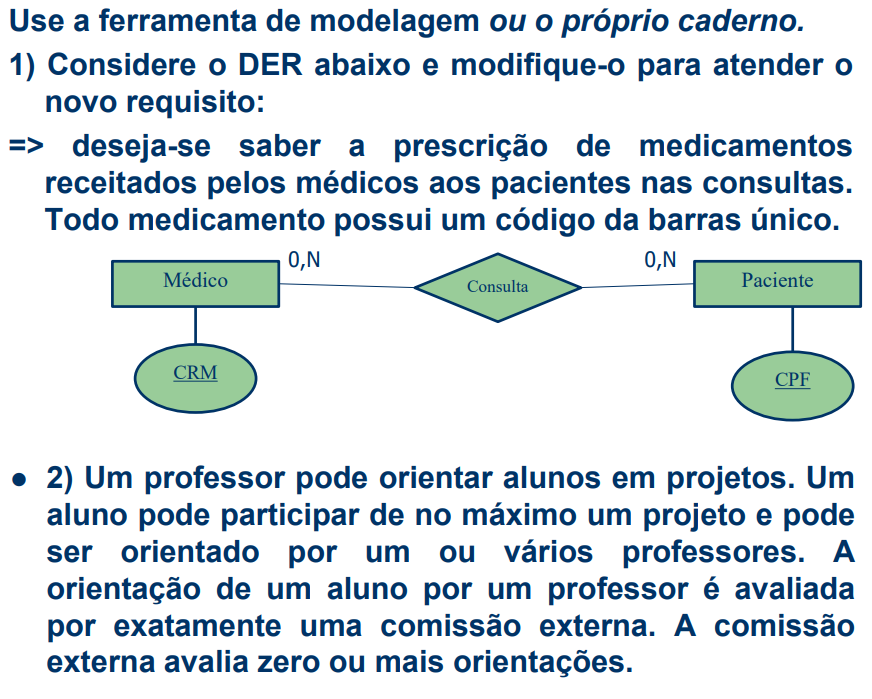 Use a ferramenta de modelagem ou o próprio caderno.
1) Considere o DER abaixo e modifique-o para atender o
novo requisito:
=> deseja-se saber a prescrição de medicamentos
receitados pelos médicos aos pacientes nas consultas.
Todo medicamento possui um código da barras único.
0,N
0,N
Médico
Consulta
Paciente
CRM
CPF
● 2) Um professor pode orientar alunos em projetos. Um
aluno pode participar de no máximo um projeto e pode
ser orientado por um ou vários professores. A
orientação de um aluno por um professor é avaliada
por exatamente uma comissão externa. A comissão
externa avalia zero ou mais orientações.